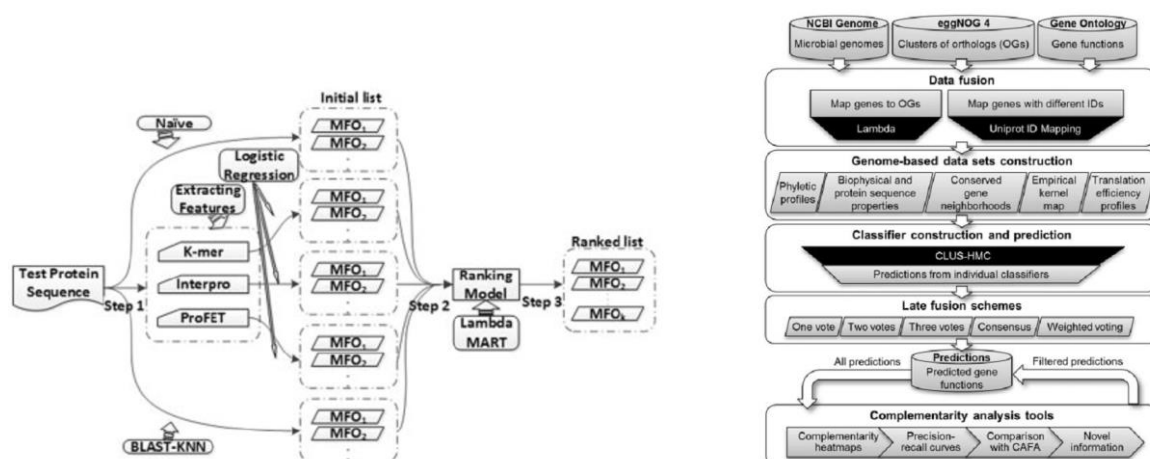 Initial list
Naïve
MFO₁
MFO₂
.
Logistic
Regression
Extracting
Features
MFO₁
MFO₂
.
K-mer
Test Protein
Sequence
Step 1
Interpro
MFO₁
MFO₂
.
ProFET
MFO₁
MFO₂
.
BLAST-KNN
MFO₁
MFO₂
.
Step 2
Ranking
Model
Lambda
MART
Step 3
Ranked list
MFO₁
MFO₂
...
MFOₖ
NCBI Genome
Microbial genomes
eggNOG 4
Clusters of orthologs (OGs)
Gene Ontology
Gene functions
Data fusion
Map genes to OGs
Lambda
Map genes with different IDs
Uniprot ID Mapping
Genome-based data sets construction
Phyletic
profiles
Biophysical and
protein sequence
properties
Conserved
gene
neighborhoods
Empirical
kernel
map
Translation
efficiency
profiles
Classifier construction and prediction
CLUS-HMC
Predictions from individual classifiers
Late fusion schemes
One vote
Two votes
Three votes
Consensus
Weighted voting
All predictions
Predictions
Predicted gene
functions
Filtered predictions
Complementarity analysis tools
Complementarity
heatmaps
Precision-
recall curves
Comparison
with CAFA
Novel
information